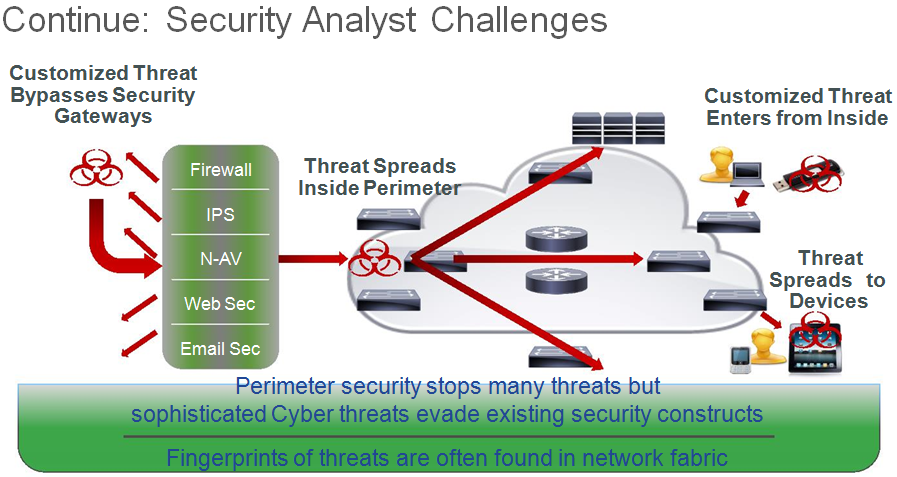 Continue: Security Analyst Challenges
Customized Threat
Bypasses Security
Gateways
Firewall
IPS
N-AV
Web Sec
Email Sec
Threat Spreads
Inside Perimeter
Customized Threat
Enters from Inside
Threat
Spreads to
Devices
Perimeter security stops many threats but
sophisticated Cyber threats evade existing security constructs
Fingerprints of threats are often found in network fabric